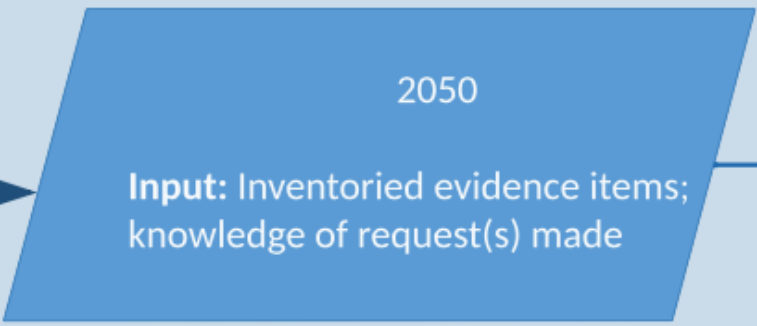 2050
Input: Inventoried evidence items;
knowledge of request(s) made